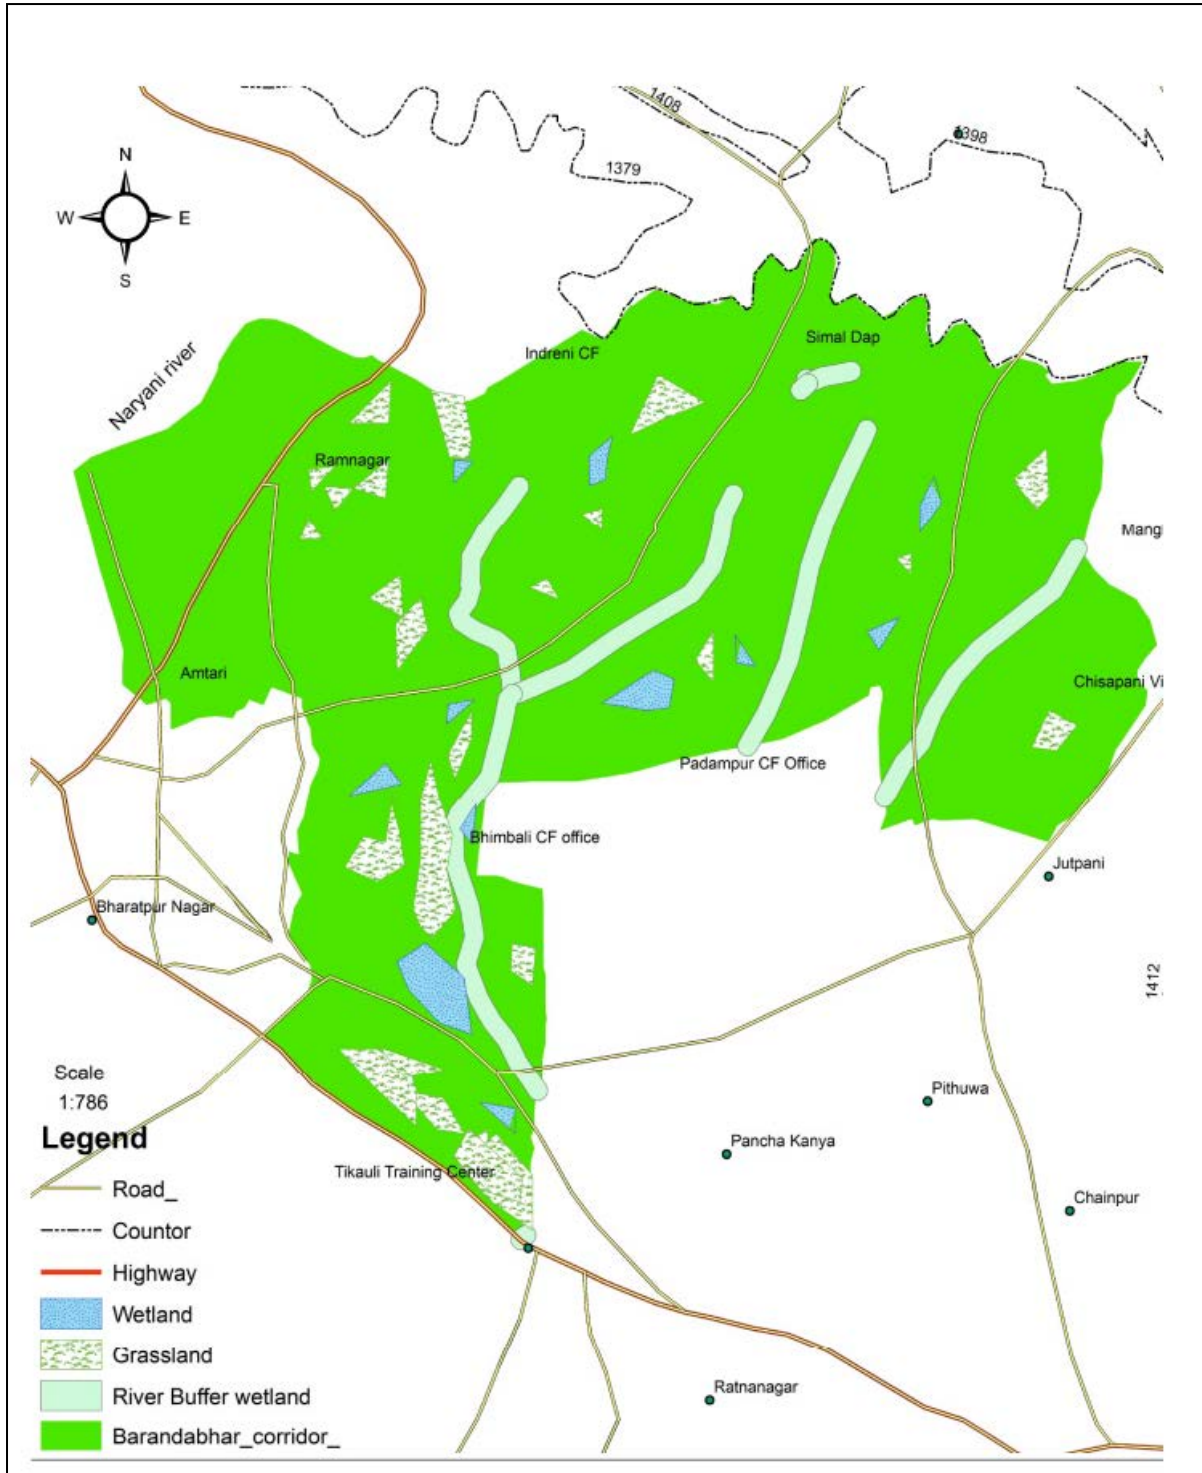 1408
1398
1379
N
W E
S
Simal Dap
Indreni CF
Naryani river
Ramnagar
Mangl
Amtari
Chisapani Vi
Padampur CF Office
Bhimbali CF office
Jutpani
Bharatpur Nagar
1412
Scale
1:786
Pithuwa
Legend
Pancha Kanya
Tikauli Training Center
Road_
Chainpur
Countor
Highway
Wetland
Grassland
River Buffer wetland
Ratnanagar
Barandabhar_corridor_